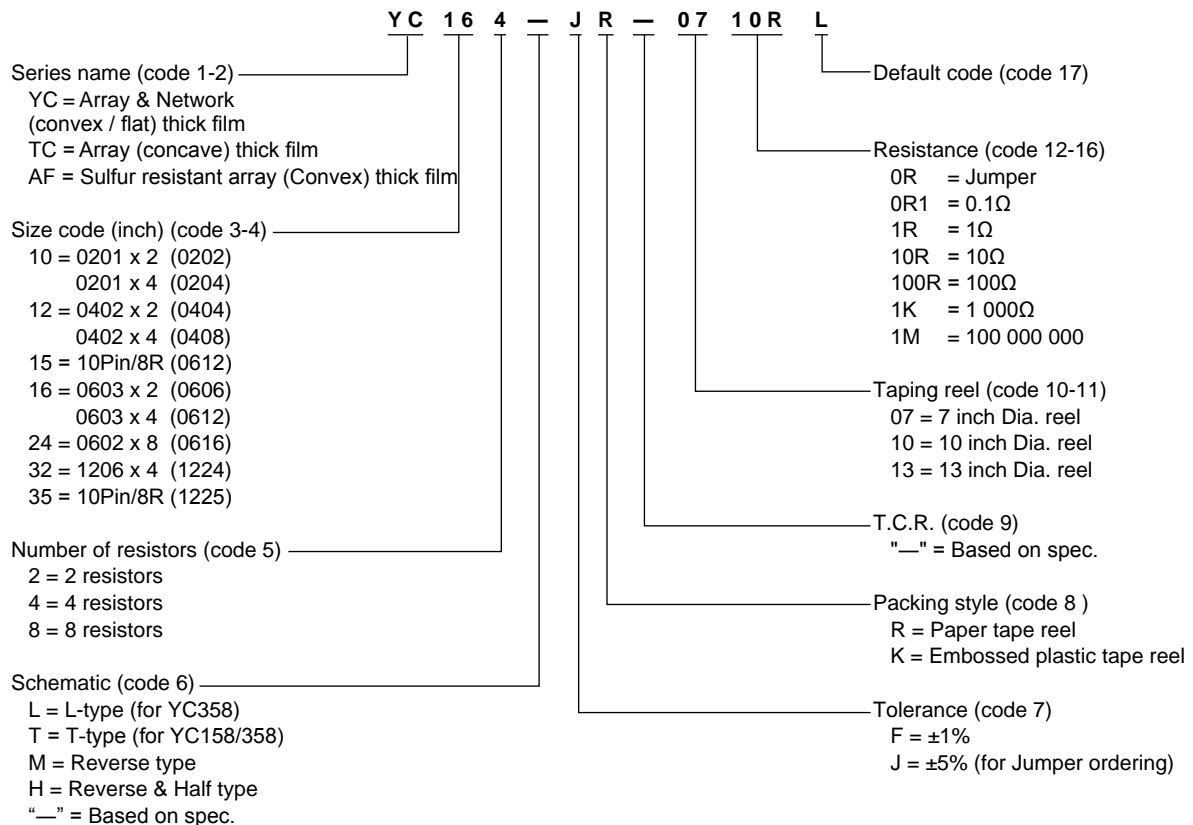 YC 16 4 — J R — 07 10R L
Series name (code 1-2)
YC = Array & Network
(convex / flat) thick film
TC = Array (concave) thick film
AF = Sulfur resistant array (Convex) thick film
Size code (inch) (code 3-4)
10 = 0201 x 2 (0202)
0201 x 4 (0204)
12 = 0402 x 2 (0404)
0402 x 4 (0408)
15 = 10Pin/8R (0612)
16 = 0603 x 2 (0606)
0603 x 4 (0612)
24 = 0602 x 8 (0616)
32 = 1206 x 4 (1224)
35 = 10Pin/8R (1225)
Number of resistors (code 5)
2 = 2 resistors
4 = 4 resistors
8 = 8 resistors
Schematic (code 6)
L = L-type (for YC358)
T = T-type (for YC158/358)
M = Reverse type
H = Reverse & Half type
“—” = Based on spec.
Default code (code 17)
Resistance (code 12-16)
0R = Jumper
0R1 = 0.1Ω
1R = 1Ω
10R = 10Ω
100R = 100Ω
1K = 1 000Ω
1M = 100 000 000
Taping reel (code 10-11)
07 = 7 inch Dia. reel
10 = 10 inch Dia. reel
13 = 13 inch Dia. reel
T.C.R. (code 9)
"—" = Based on spec.
Packing style (code 8 )
R = Paper tape reel
K = Embossed plastic tape reel
Tolerance (code 7)
F = ±1%
J = ±5% (for Jumper ordering)